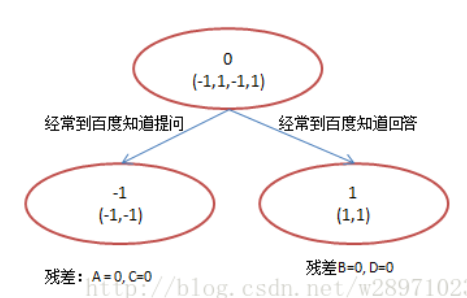 0
(-1,1,-1,1)
经常到百度知道提问
经常到百度知道回答
-1
(-1,-1)
1
(1,1)
残差：A = 0, C=0
残差B=0, D=0
http://blog.csdn.net/w28971023